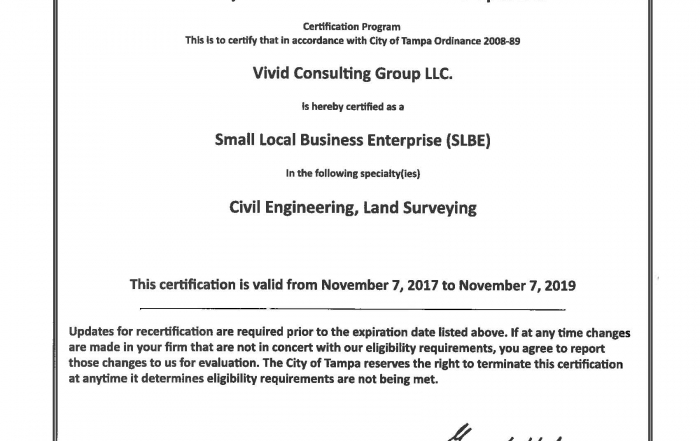 Certification Program
This is to certify that in accordance with City of Tampa Ordinance 2008-89
Vivid Consulting Group LLC.
Is hereby certified as a
Small Local Business Enterprise (SLBE)
In the following specialty(ies)
Civil Engineering, Land Surveying
This certification is valid from November 7, 2017 to November 7, 2019
Updates for recertification are required prior to the expiration date listed above. If at any time changes
are made in your firm that are not in concert with our eligibility requirements, you agree to report
those changes to us for evaluation. The City of Tampa reserves the right to terminate this certification
at anytime it determines eligibility requirements are not being met.